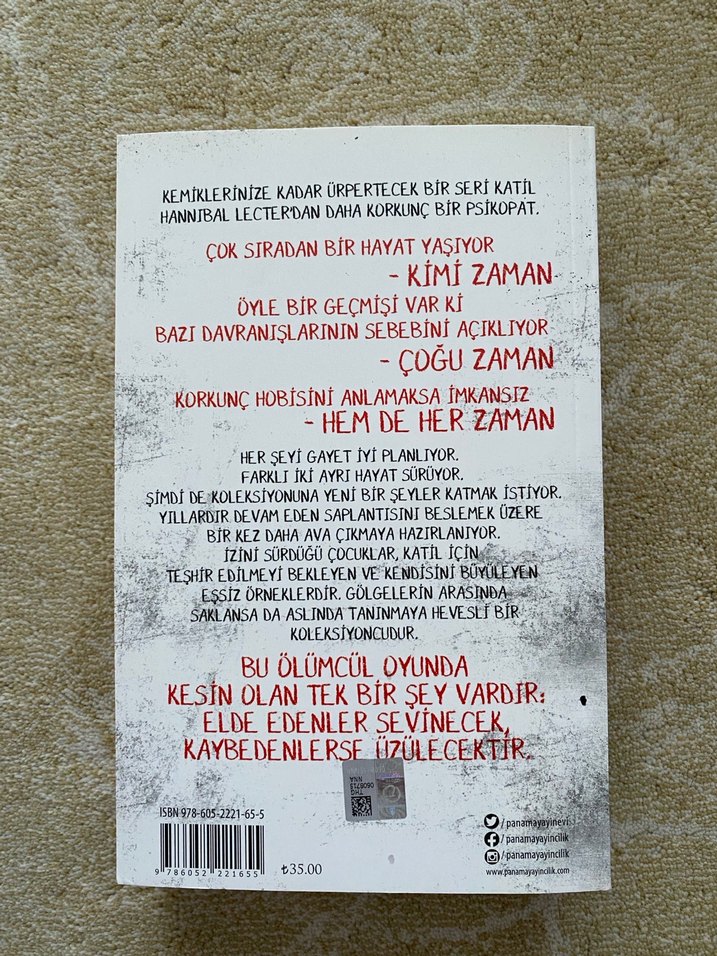 KEMİKLERİNİZE KADAR ÜRPERTECEK BİR SERİ KATİL
HANNIBAL LECTER'DAN DAHA KORKUNÇ BİR PSİKOPAT.
ÇOK SIRADAN BİR HAYAT YAŞIYOR
- KİMİ ZAMAN
ÖYLE BİR GEÇMİŞİ VAR Kİ
BAZI DAVRANIŞLARININ SEBEBİNİ AÇIKLIYOR
- ÇOĞU ZAMAN
KORKUNÇ HOBİSİNİ ANLAMAKSA İMKANSIZ
- HEM DE HER ZAMAN
HER ŞEYİ GAYET İYİ PLANLIYOR.
FARKLI İKİ AYRI HAYAT SÜRÜYOR.
ŞİMDİ DE KOLEKSİYONUNA YENİ BİR ŞEYLER KATMAK İSTİYOR.
YILLARDIR DEVAM EDEN SAPLANTISINI BESLEMEK ÜZERE
BİR KEZ DAHA AVA ÇIKMAYA HAZIRLANIYOR.
İZİNİ SÜRDÜĞÜ ÇOCUKLAR, KATİL İÇİN
TEŞHİR EDİLMEYİ BEKLEYEN VE KENDİSİNİ BÜYÜLEYEN
EŞSİZ ÖRNEKLERDİR. GÖLGELERİN ARASINDA
SAKLANSA DA ASLINDA TANINMAYA HEVESLİ BİR
KOLEKSİYONCUDUR.
BU ÖLÜMCÜL OYUNDA
KESİN OLAN TEK BİR ŞEY VARDIR:
ELDE EDENLER SEVİNECEK,
KAYBEDENLERSE ÜZÜLECEKTİR.
THG
0606713
NNA
ISBN 978-605-2221-65-5
9 786052 221655
₺35.00
/ panamayayinevi
/ panamayayincilik
/ panamayayincilik
www.panamayayincilik.com